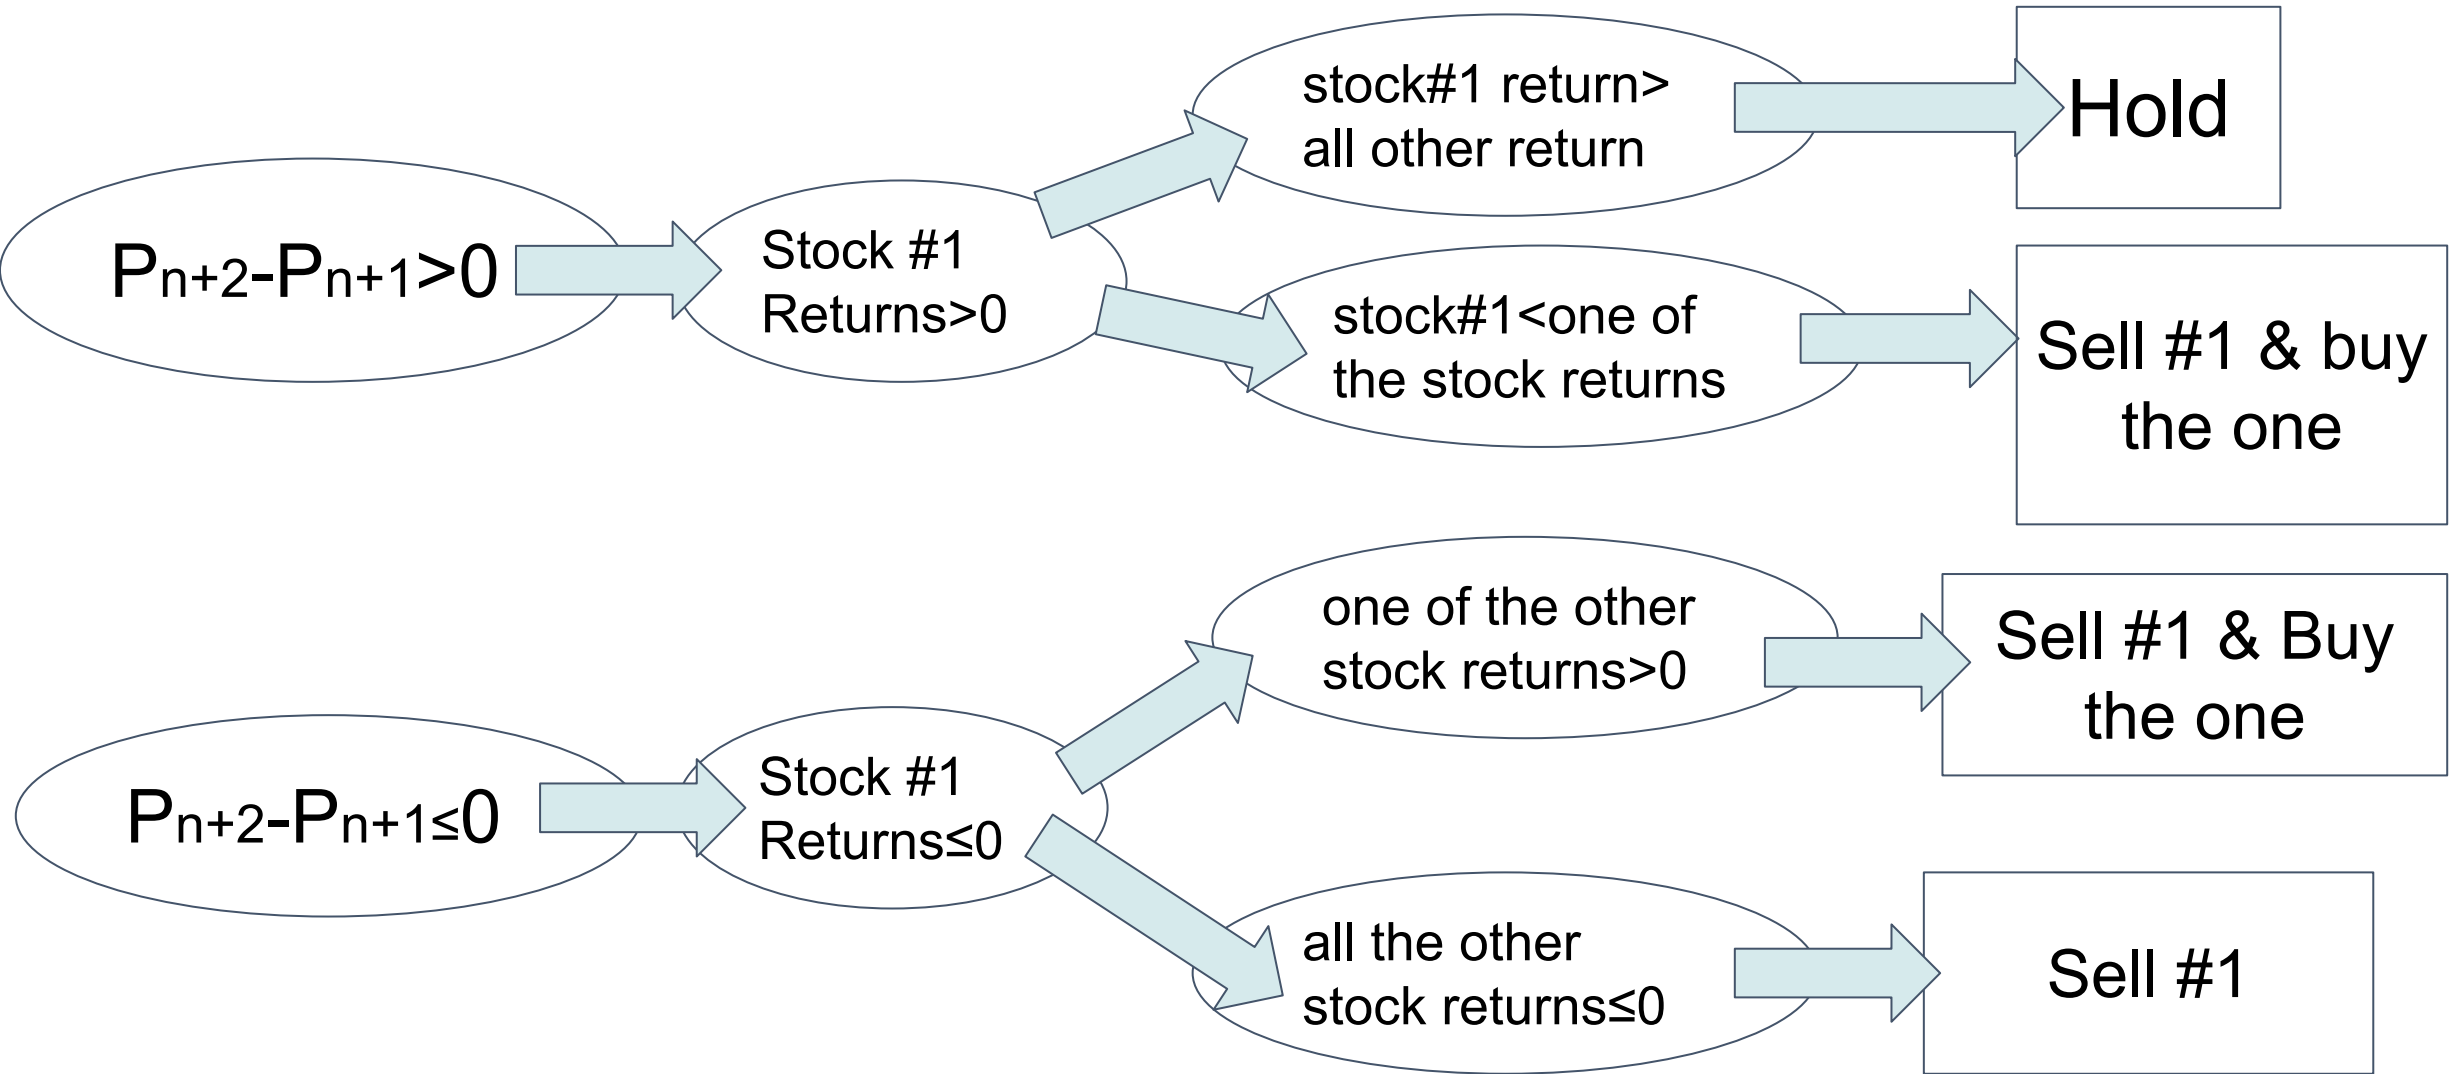 Pn+2-Pn+1>0
Stock #1
Returns>0
stock#1 return>
all other return
Hold
stock#1<one of
the stock returns
Sell #1 & buy
the one
Pn+2-Pn+1≤0
Stock #1
Returns≤0
one of the other
stock returns>0
Sell #1 & Buy
the one
all the other
stock returns≤0
Sell #1